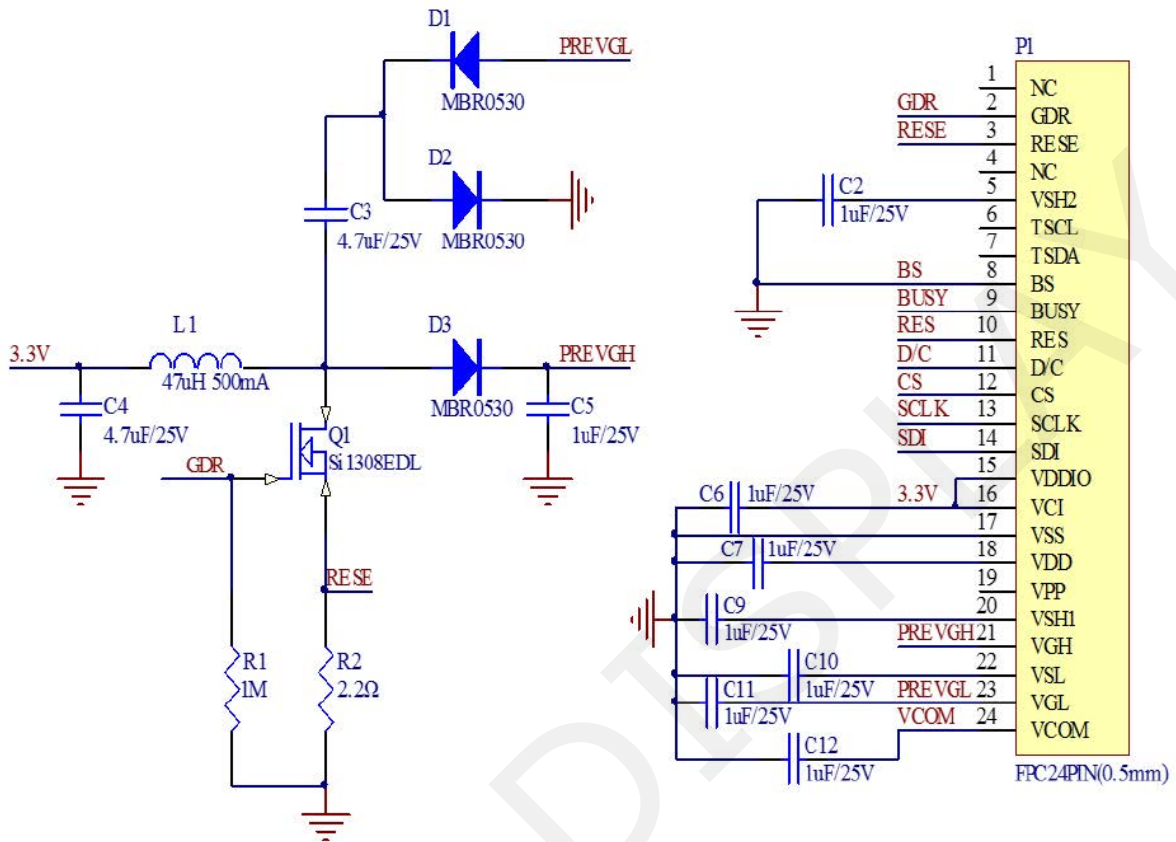 D1
PREVGL
MBR0530
D2
MBR0530
C3
4.7uF/25V
L1
3.3V
47uH 500mA
C4
4.7uF/25V
D3
PREVGH
MBR0530
C5
1uF/25V
Q1
Si1308EDL
GDR
RESE
R1
1M
R2
2.2Ω
P1
1 NC
GDR 2 GDR
RESE 3 RESE
4 NC
C2
1uF/25V
5 VSH2
6 TSCL
7 TSDA
BS 8 BS
BUSY 9 BUSY
RES 10 RES
D/C 11 D/C
CS 12 CS
SCLK 13 SCLK
SDI 14 SDI
15 VDDIO
C6 1uF/25V 3.3V 16 VCI
17 VSS
C7 1uF/25V 18 VDD
19 VPP
C9
1uF/25V
20 VSH1
PREVGH 21 VGH
C10
1uF/25V
22 VSL
C11
1uF/25V
PREVGL 23 VGL
VCOM 24 VCOM
C12
1uF/25V
FPC24PIN(0.5mm)
DISPLAY